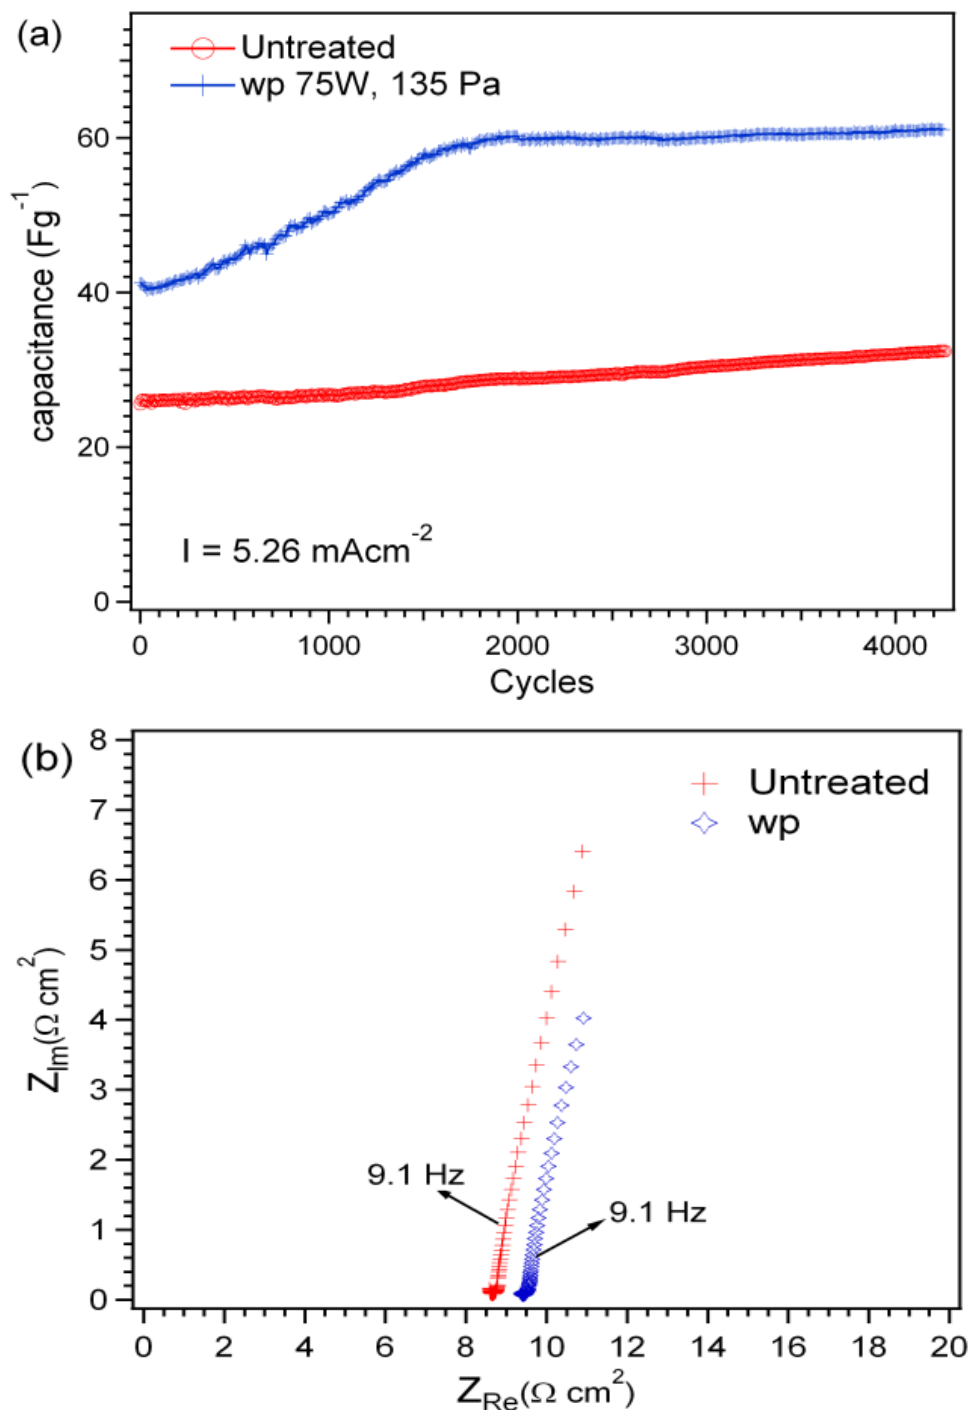 (a)
Untreated
wp 75W, 135 Pa
60
40
20
0
capacitance (Fg⁻¹)
I = 5.26 mAcm⁻²
0 1000 2000 3000 4000
Cycles
(b)
8
7
6
5
4
3
2
1
0
Untreated
wp
Z_Im(Ω cm²)
9.1 Hz
9.1 Hz
0 2 4 6 8 10 12 14 16 18 20
Z_Re(Ω cm²)